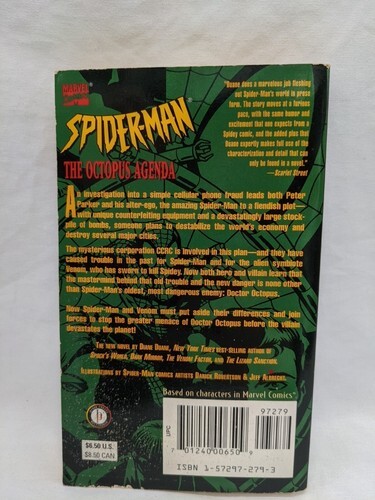 MARVEL
SPIDER-MAN
THE OCTOPUS AGENDA
"Duane does a marvelous job fleshing
out Spider-Man's world in prose
form. The story moves at a furious
pace, with the same humor and
excitement that one expects from a
Spidey comic, and the added plus that
Duane expertly makes full use of the
characterization and detail that can
only be found in a novel."
—Scarlet Street
An investigation into a simple cellular phone fraud leads both Peter
Parker and his alter-ego, the amazing Spider-Man to a fiendish plot—
with unique counterfeiting equipment and a devastatingly large stock-
pile of bombs, someone plans to destabilize the world's economy and
destroy several major cities.
The mysterious corporation CCRC is involved in this plan—and they have
caused trouble in the past for Spider-Man and for the alien symbiote
Venom, who has sworn to kill Spidey. Now both hero and villain learn that
the mastermind behind that old trouble and the new danger is none other
than Spider-Man's oldest, most dangerous enemy: Doctor Octopus.
Now Spider-Man and Venom must put aside their differences and join
forces to stop the greater menace of Doctor Octopus before the villain
devastates the planet!
THE NEW NOVEL BY DIANE DUANE, NEW YORK TIMES BEST-SELLING AUTHOR OF
SPOCK'S WORLD, DARK MIRROR, THE VENOM FACTOR, AND THE LIZARD SANCTION.
ILLUSTRATIONS BY SPIDER-MAN COMICS ARTISTS DARICK ROBERTSON & JEFF ALBRECHT.
Based on characters in Marvel Comics
97279
UPC
7 01240 00650 9
ISBN 1-57297-279-3
$6.50 U.S.
$8.50 CAN